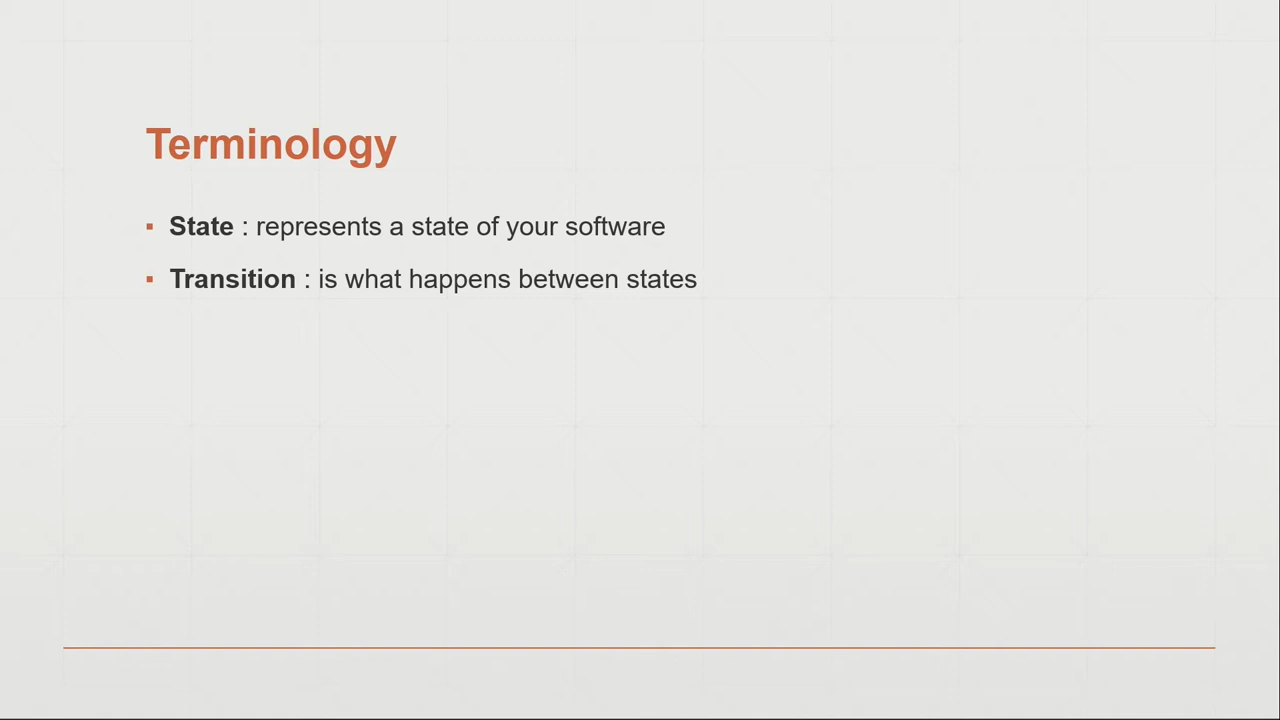 Terminology
▪ State : represents a state of your software
▪ Transition : is what happens between states